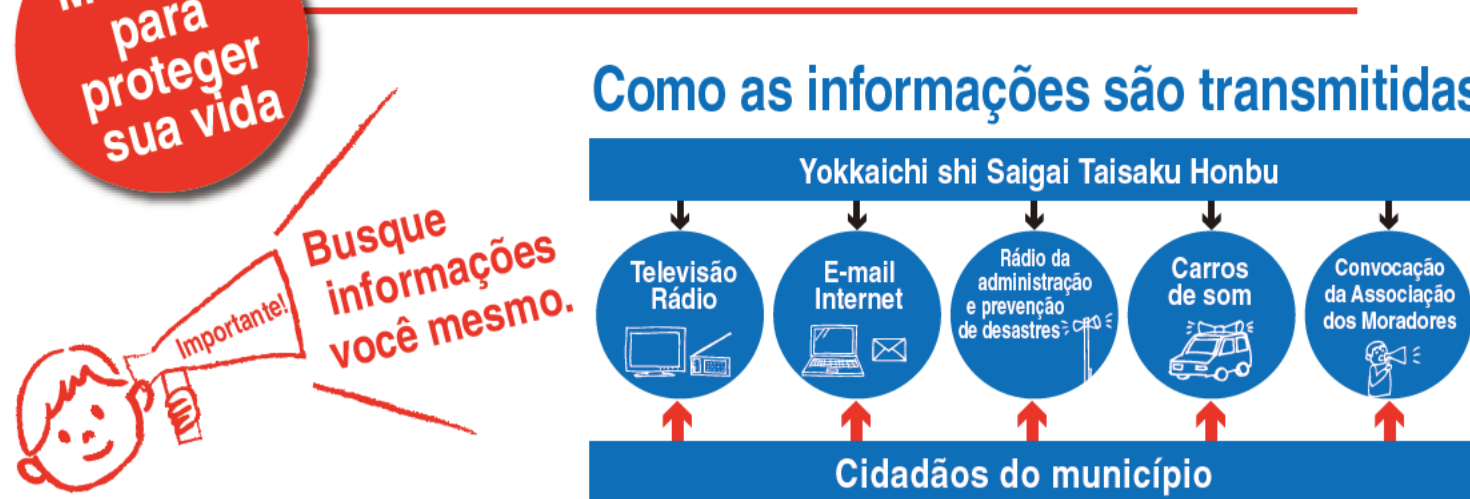 para
proteger
sua vida
Como as informações são transmitidas
Yokkaichi shi Saigai Taisaku Honbu
Busque
informações
você mesmo.
Importante!
Televisão
Rádio
E-mail
Internet
Rádio da
administração
e prevenção
de desastres
Carros
de som
Convocação
da Associação
dos Moradores
Cidadãos do município